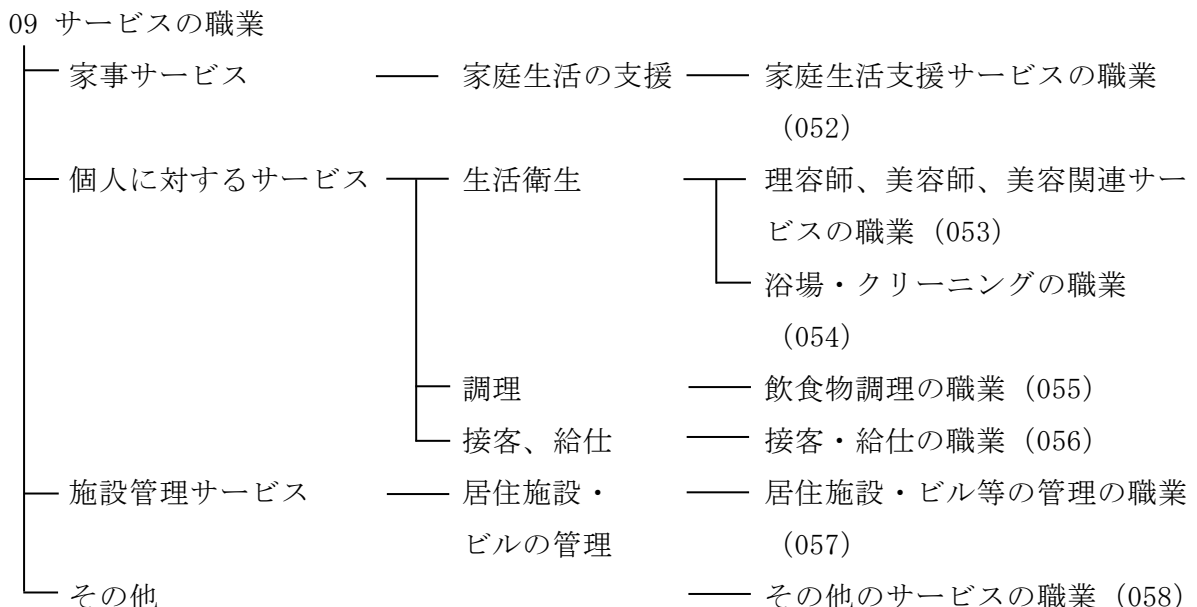 09 サービスの職業
家事サービス 家庭生活の支援 家庭生活支援サービスの職業
(052)
個人に対するサービス 生活衛生 理容師、美容師、美容関連サー
ビスの職業 (053)
浴場・クリーニングの職業
(054)
調理 飲食物調理の職業 (055)
接客、給仕 接客・給仕の職業 (056)
施設管理サービス 居住施設・ 居住施設・ビル等の管理の職業
ビルの管理 (057)
その他 その他のサービスの職業 (058)